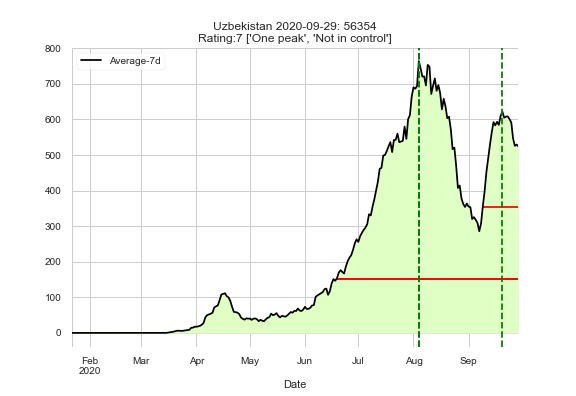 Uzbekistan 2020-09-29: 56354
Rating:7 ['One peak', 'Not in control']
Average-7d
800
700
600
500
400
300
200
100
0
Feb Mar Apr May Jun Jul Aug Sep
2020
Date